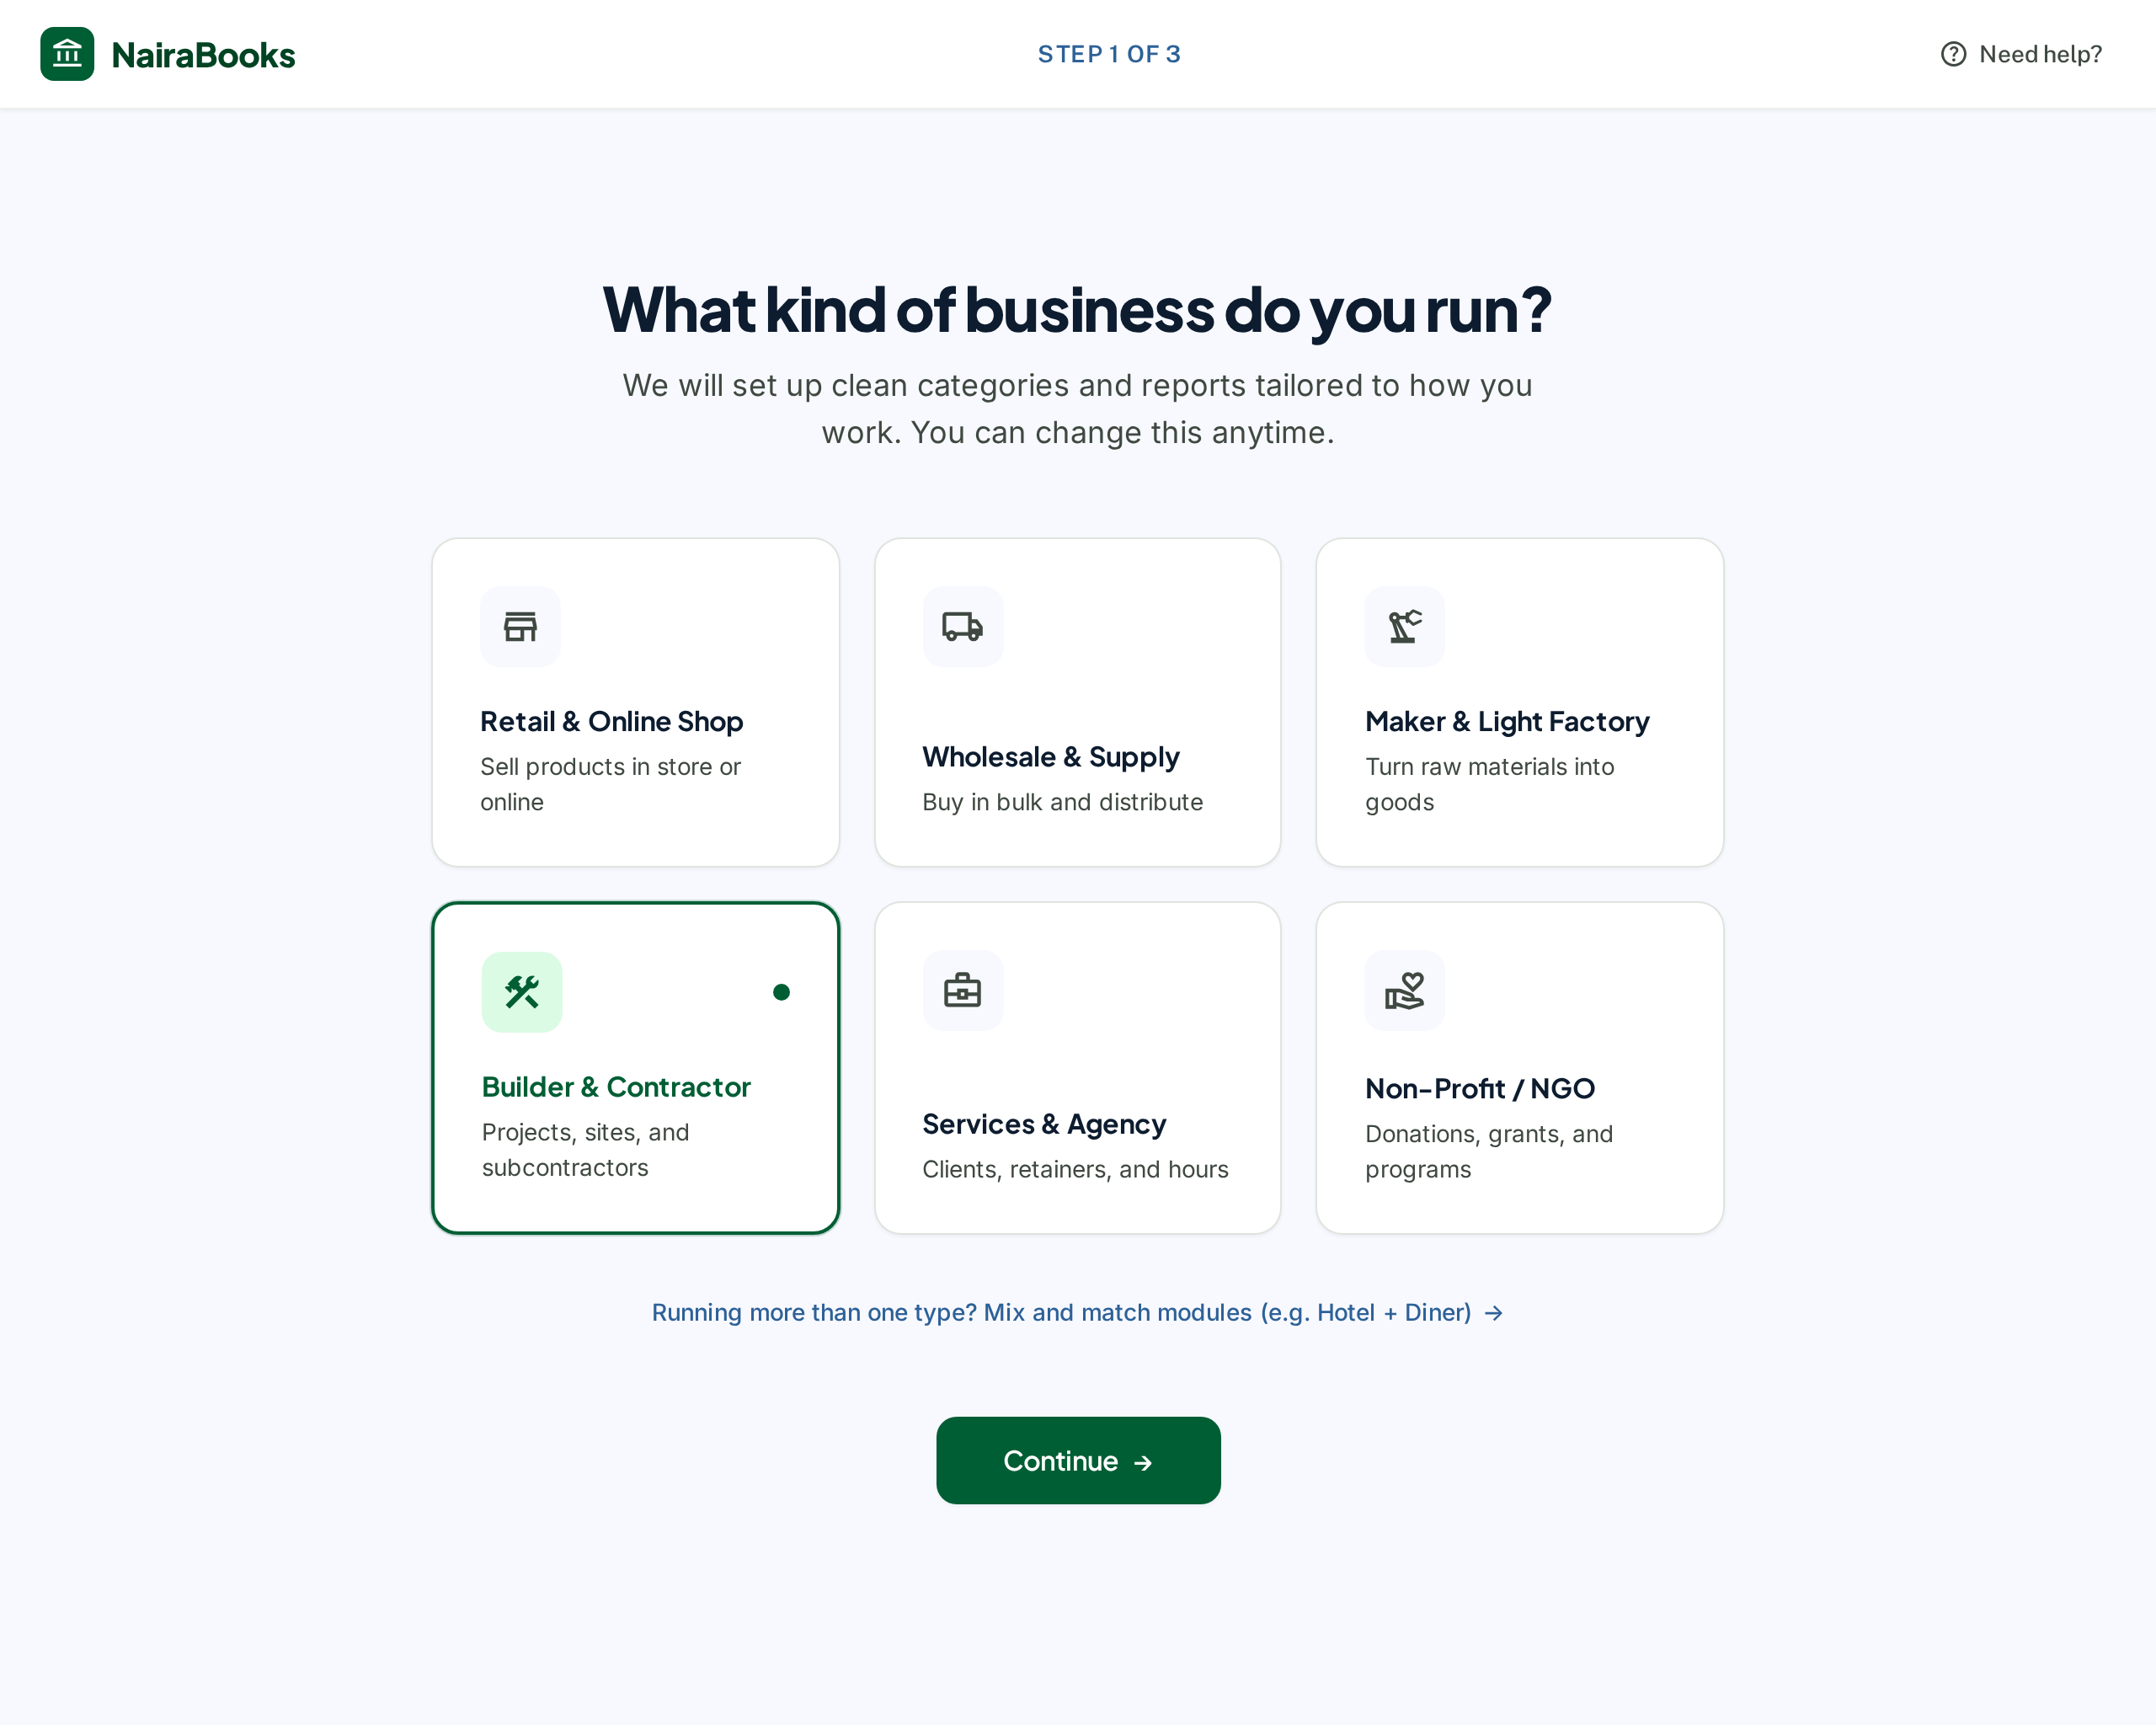 NairaBooks
STEP 1 OF 3
Need help?
What kind of business do you run?
We will set up clean categories and reports tailored to how you
work. You can change this anytime.
Retail & Online Shop
Sell products in store or
online
Wholesale & Supply
Buy in bulk and distribute
Maker & Light Factory
Turn raw materials into
goods
Builder & Contractor
Projects, sites, and
subcontractors
Services & Agency
Clients, retainers, and hours
Non-Profit / NGO
Donations, grants, and
programs
Running more than one type? Mix and match modules (e.g. Hotel + Diner) →
Continue →